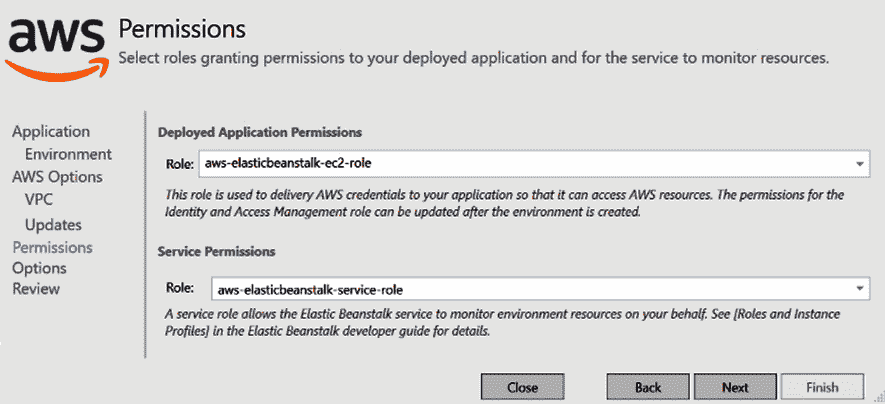 aws
Permissions
Select roles granting permissions to your deployed application and for the service to monitor resources.
Application
Environment
AWS Options
VPC
Updates
Permissions
Options
Review
Deployed Application Permissions
Role: aws-elasticbeanstalk-ec2-role
This role is used to delivery AWS credentials to your application so that it can access AWS resources. The permissions for the
Identity and Access Management role can be updated after the environment is created.
Service Permissions
Role: aws-elasticbeanstalk-service-role
A service role allows the Elastic Beanstalk service to monitor environment resources on your behalf. See [Roles and Instance
Profiles] in the Elastic Beanstalk developer guide for details.
Close Back Next Finish